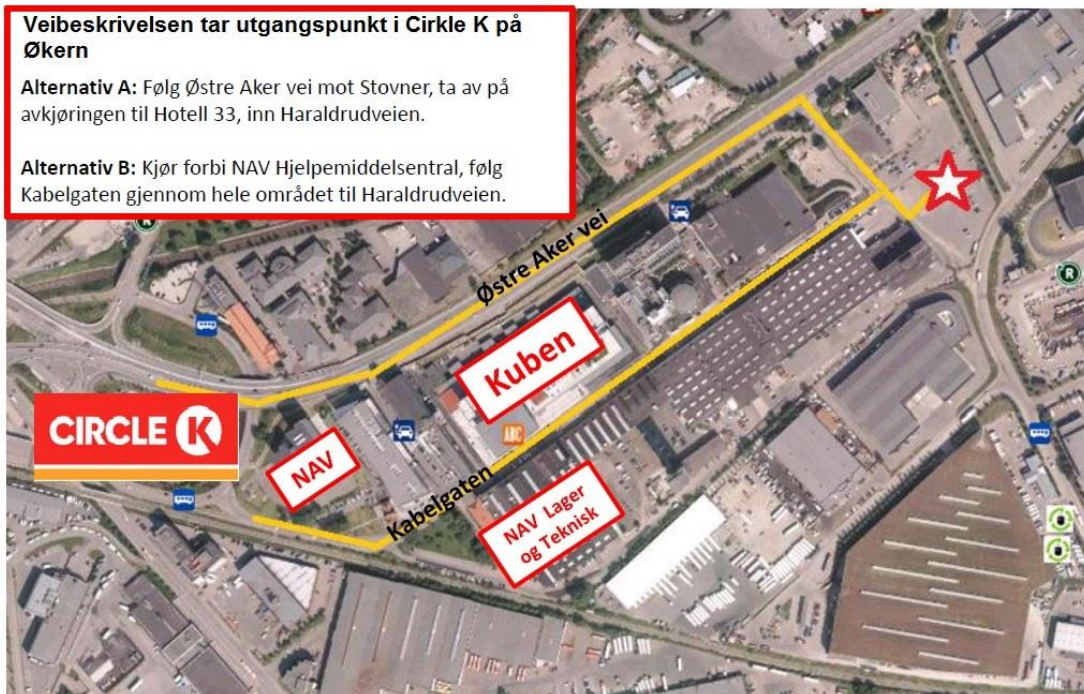 Veibeskrivelsen tar utgangspunkt i Cirkle K på
Økern
Alternativ A: Følg Østre Aker vei mot Stovner, ta av på
avkjøringen til Hotell 33, inn Haraldrudveien.
Alternativ B: Kjør forbi NAV Hjelpemiddelsentral, følg
Kabelgaten gjennom hele området til Haraldrudveien.
Østre Aker vei
R
Kuben
CIRCLE K
ABC
NAV
Kabelgaten
NAV Lager
og Teknisk